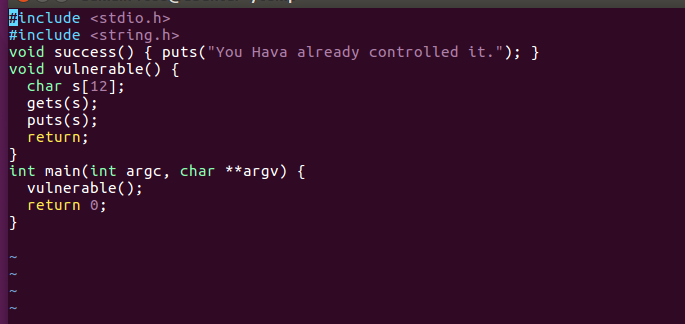 #include <stdio.h>
#include <string.h>
void success() { puts("You Hava already controlled it."); }
void vulnerable() {
  char s[12];
  gets(s);
  puts(s);
  return;
}
int main(int argc, char **argv) {
  vulnerable();
  return 0;
}
~
~
~
~